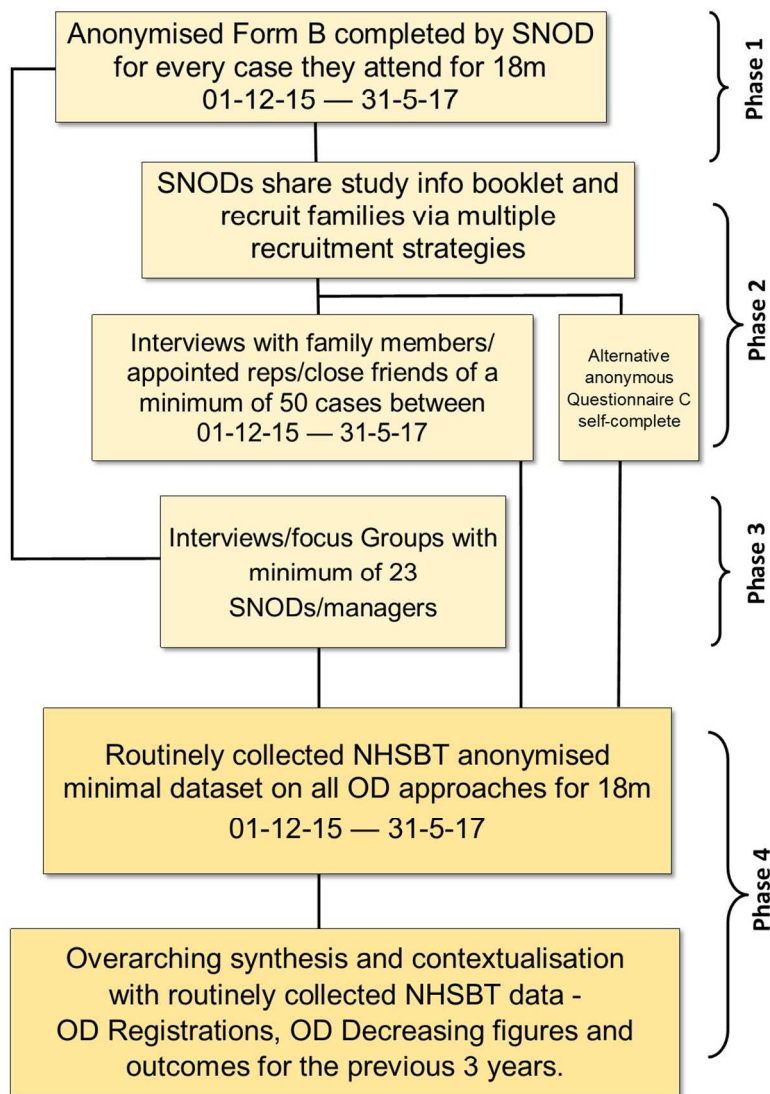 Anonymised Form B completed by SNOD
for every case they attend for 18m
01-12-15 — 31-5-17
Phase 1
SNODs share study info booklet and
recruit families via multiple
recruitment strategies
Phase 2
Interviews with family members/
appointed reps/close friends of a
minimum of 50 cases between
01-12-15 — 31-5-17
Alternative
anonymous
Questionnaire C
self-complete
Interviews/focus Groups with
minimum of 23
SNODs/managers
Phase 3
Routinely collected NHSBT anonymised
minimal dataset on all OD approaches for 18m
01-12-15 — 31-5-17
Phase 4
Overarching synthesis and contextualisation
with routinely collected NHSBT data -
OD Registrations, OD Decreasing figures and
outcomes for the previous 3 years.